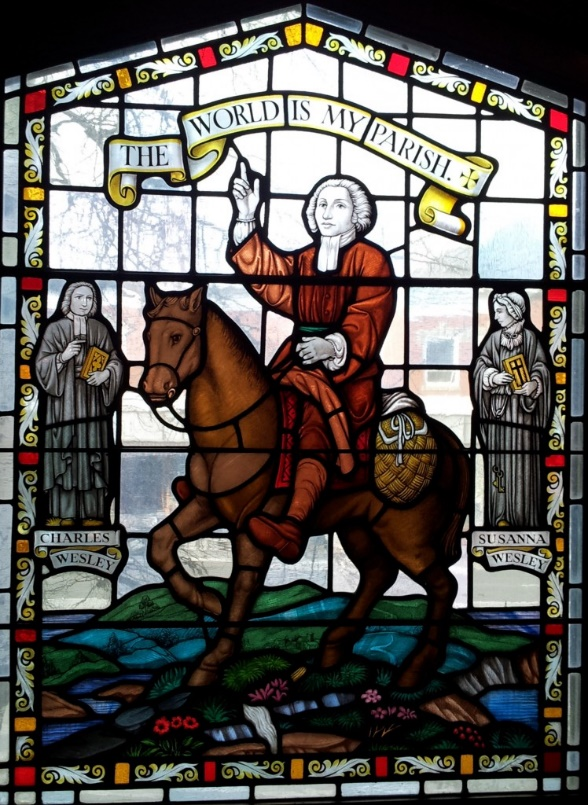 THE WORLD IS MY PARISH.
CHARLES
WESLEY
SUSANNA
WESLEY